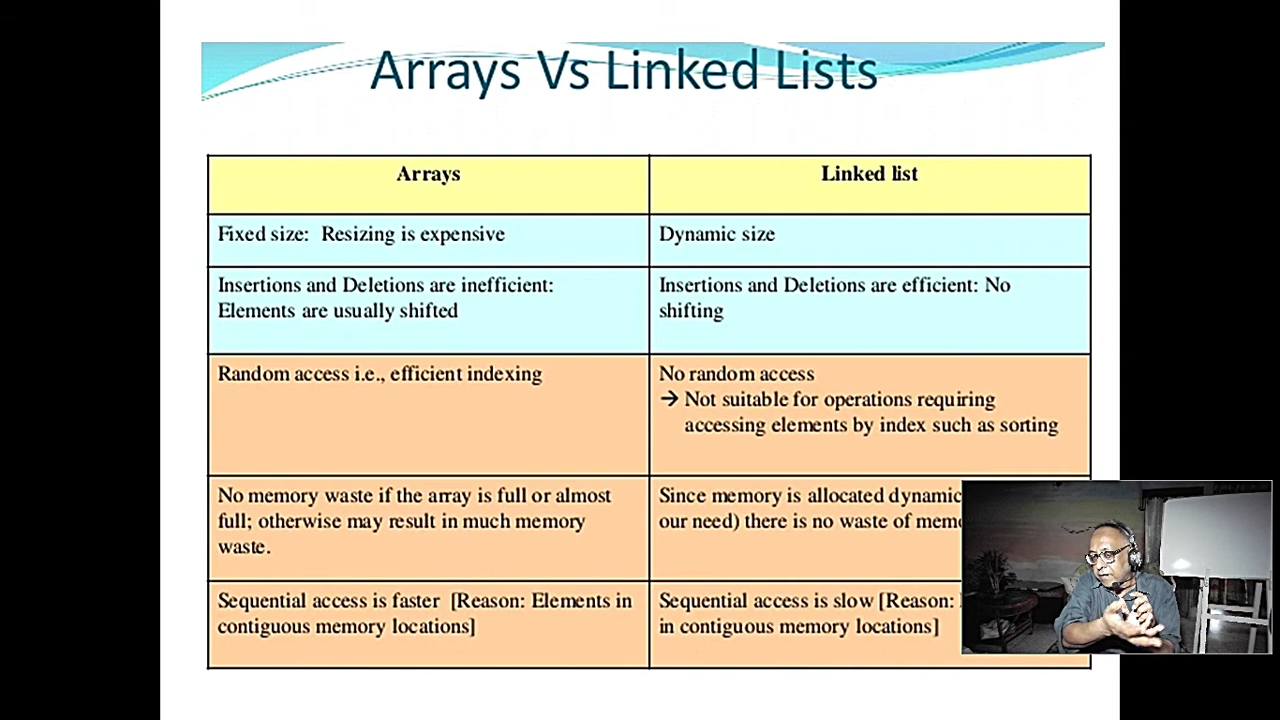 Arrays Vs Linked Lists
Arrays
Linked list
Fixed size:  Resizing is expensive
Dynamic size
Insertions and Deletions are inefficient:
Elements are usually shifted
Insertions and Deletions are efficient: No
shifting
Random access i.e., efficient indexing
No random access
→ Not suitable for operations requiring
accessing elements by index such as sorting
No memory waste if the array is full or almost
full; otherwise may result in much memory
waste.
Since memory is allocated
our need) there is no waste of
Sequential access is faster  [Reason: Elements in
contiguous memory locations]
Sequential access is slow [Reason:
in contiguous memory locations]